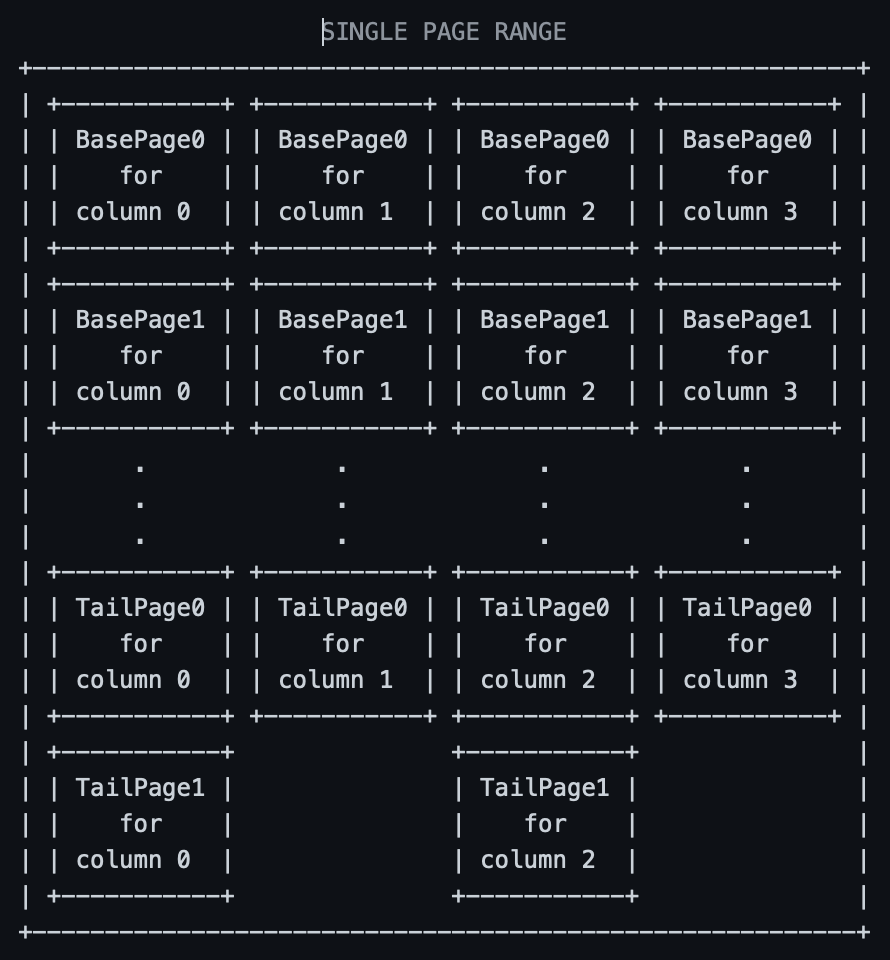 SINGLE PAGE RANGE
+---------------------------------------------------------+
| +-----------+ +-----------+ +-----------+ +-----------+ |
| | BasePage0 | | BasePage0 | | BasePage0 | | BasePage0 | |
| |    for    | |    for    | |    for    | |    for    | |
| | column 0  | | column 1  | | column 2  | | column 3  | |
| +-----------+ +-----------+ +-----------+ +-----------+ |
| +-----------+ +-----------+ +-----------+ +-----------+ |
| | BasePage1 | | BasePage1 | | BasePage1 | | BasePage1 | |
| |    for    | |    for    | |    for    | |    for    | |
| | column 0  | | column 1  | | column 2  | | column 3  | |
| +-----------+ +-----------+ +-----------+ +-----------+ |
|       .             .             .             .       |
|       .             .             .             .       |
|       .             .             .             .       |
| +-----------+ +-----------+ +-----------+ +-----------+ |
| | TailPage0 | | TailPage0 | | TailPage0 | | TailPage0 | |
| |    for    | |    for    | |    for    | |    for    | |
| | column 0  | | column 1  | | column 2  | | column 3  | |
| +-----------+ +-----------+ +-----------+ +-----------+ |
| +-----------+               +-----------+               |
| | TailPage1 |               | TailPage1 |               |
| |    for    |               |    for    |               |
| | column 0  |               | column 2  |               |
| +-----------+               +-----------+               |
+---------------------------------------------------------+